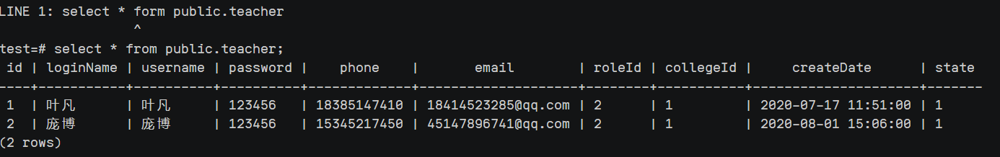 LINE 1: select * form public.teacher
^
test=# select * from public.teacher;
id | loginName | username | password | phone | email | roleId | collegeId | createDate | state
----+-----------+----------+----------+-------------+--------------------+--------+-----------+---------------------+-------
1 | 叶凡 | 叶凡 | 123456 | 18385147410 | 18414523285@qq.com | 2 | 1 | 2020-07-17 11:51:00 | 1
2 | 庞博 | 庞博 | 123456 | 15345217450 | 45147896741@qq.com | 2 | 1 | 2020-08-01 15:06:00 | 1
(2 rows)